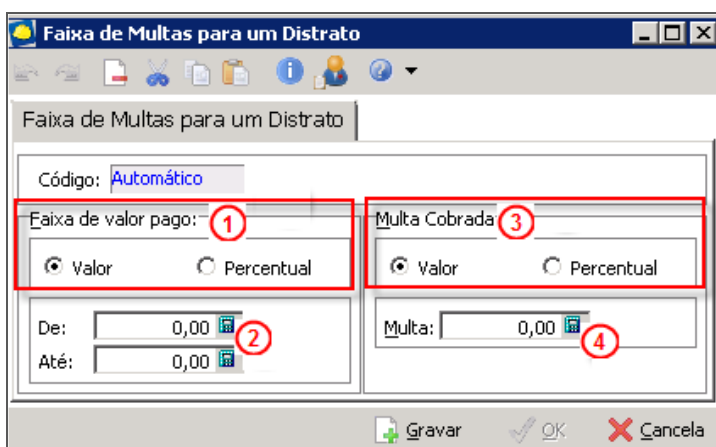 Faixa de Multas para um Distrato
Faixa de Multas para um Distrato
Código: Automático
Faixa de valor pago: 1
Valor Percentual
De: 0,00 2
Até: 0,00
Multa Cobrada 3
Valor Percentual
Multa: 0,00 4
Gravar OK Cancela